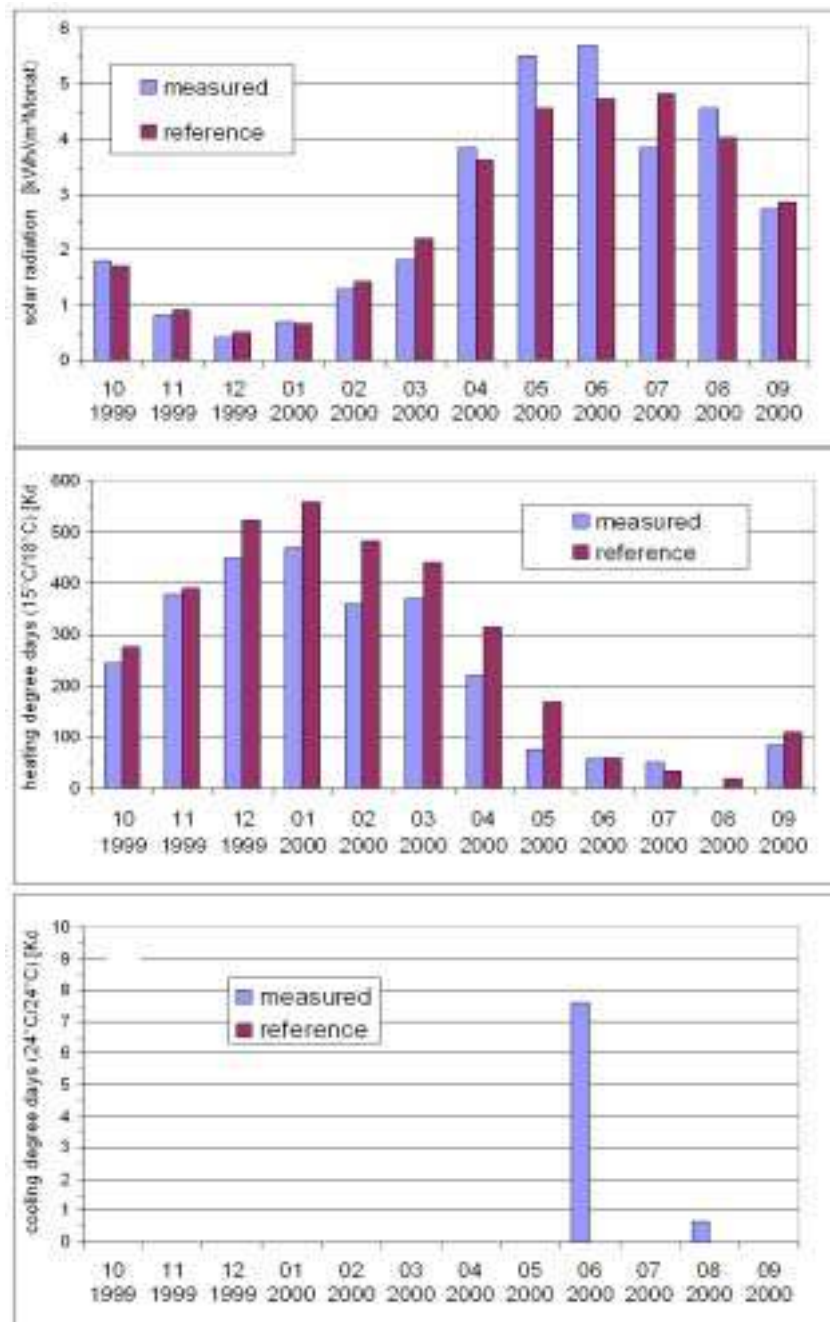 solar radiation [kWh/(m²Monat)
6
5
4
3
2
1
0
measured
reference
10 11 12 01 02 03 04 05 06 07 08 09
1999 1999 1999 2000 2000 2000 2000 2000 2000 2000 2000 2000
heating degree days (15°C/18°C) [Kd
600
500
400
300
200
100
0
measured
reference
10 11 12 01 02 03 04 05 06 07 08 09
1999 1999 1999 2000 2000 2000 2000 2000 2000 2000 2000 2000
cooling degree days (24°C/24°C) [Kd
10
9
8
7
6
5
4
3
2
1
0
measured
reference
10 11 12 01 02 03 04 05 06 07 08 09
1999 1999 1999 2000 2000 2000 2000 2000 2000 2000 2000 2000